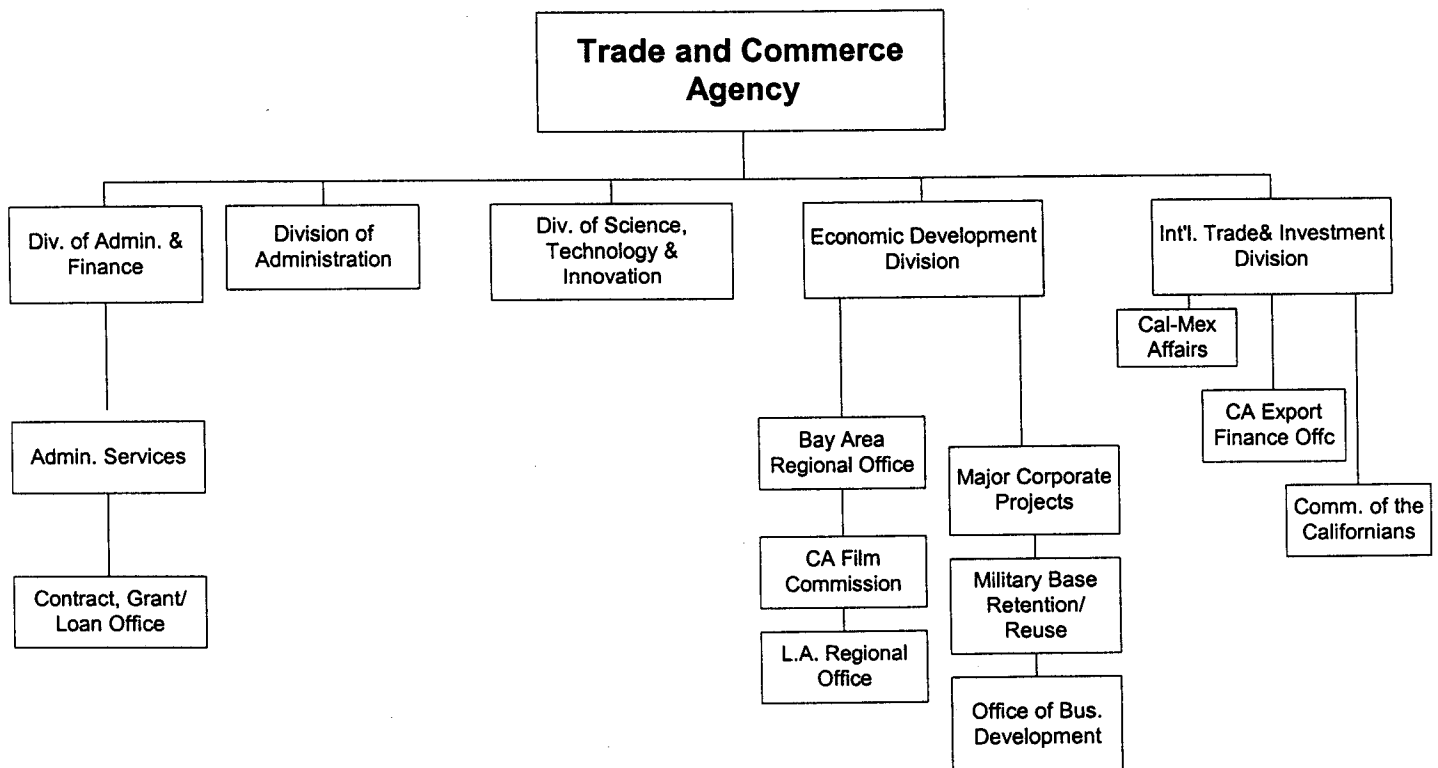 Trade and Commerce
Agency
Div. of Admin. &
Finance
Division of
Administration
Div. of Science,
Technology &
Innovation
Economic Development
Division
Int'l. Trade& Investment
Division
Cal-Mex
Affairs
CA Export
Finance Offc
Comm. of the
Californians
Admin. Services
Contract, Grant/
Loan Office
Bay Area
Regional Office
CA Film
Commission
L.A. Regional
Office
Major Corporate
Projects
Military Base
Retention/
Reuse
Office of Bus.
Development